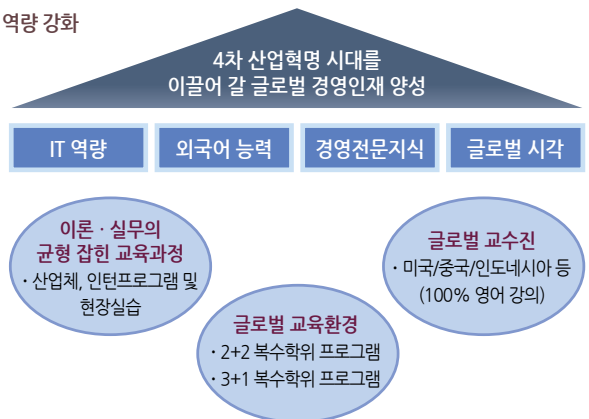 역량 강화
4차 산업혁명 시대를
이끌어 갈 글로벌 경영인재 양성
IT 역량
외국어 능력
경영전문지식
글로벌 시각
이론 · 실무의
균형 잡힌 교육과정
· 산업체, 인턴프로그램 및
현장실습
글로벌 교육환경
· 2+2 복수학위 프로그램
· 3+1 복수학위 프로그램
글로벌 교수진
· 미국/중국/인도네시아 등
(100% 영어 강의)